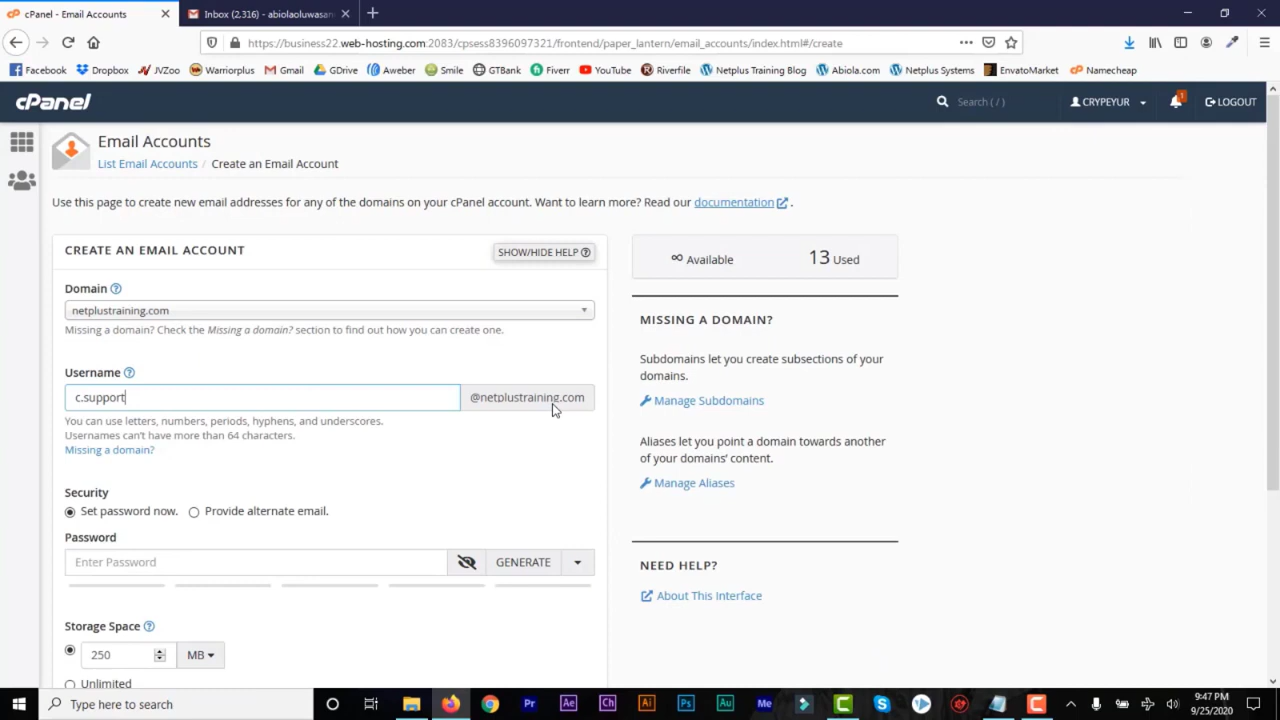 cPanel - Email Accounts
Inbox (2,316) - abiolaoluwasan
https://business22.web-hosting.com:2083/cpsess8396097321/frontend/paper_lantern/email_accounts/index.html#/create
Facebook Dropbox JVZoo Warriorplus Gmail GDrive Aweber Smile GTBank Fiverr YouTube Riverfile Netplus Training Blog Abiola.com Netplus Systems EnvatoMarket Namecheap
cPanel
Search ( / )
CRYPEYUR
1
LOGOUT
Email Accounts
List Email Accounts / Create an Email Account
Use this page to create new email addresses for any of the domains on your cPanel account. Want to learn more? Read our documentation .
CREATE AN EMAIL ACCOUNT
SHOW/HIDE HELP
Domain
netplustraining.com
Missing a domain? Check the Missing a domain? section to find out how you can create one.
Username
c.support
@netplustraining.com
You can use letters, numbers, periods, hyphens, and underscores.
Usernames can't have more than 64 characters.
Missing a domain?
Security
Set password now. Provide alternate email.
Password
Enter Password
GENERATE
Storage Space
250
MB
Unlimited
∞ Available
13 Used
MISSING A DOMAIN?
Subdomains let you create subsections of your
domains.
Manage Subdomains
Aliases let you point a domain towards another
of your domains' content.
Manage Aliases
NEED HELP?
About This Interface
Type here to search
Pr Ae Ch Ai Ps Au Me
9:47 PM
9/25/2020